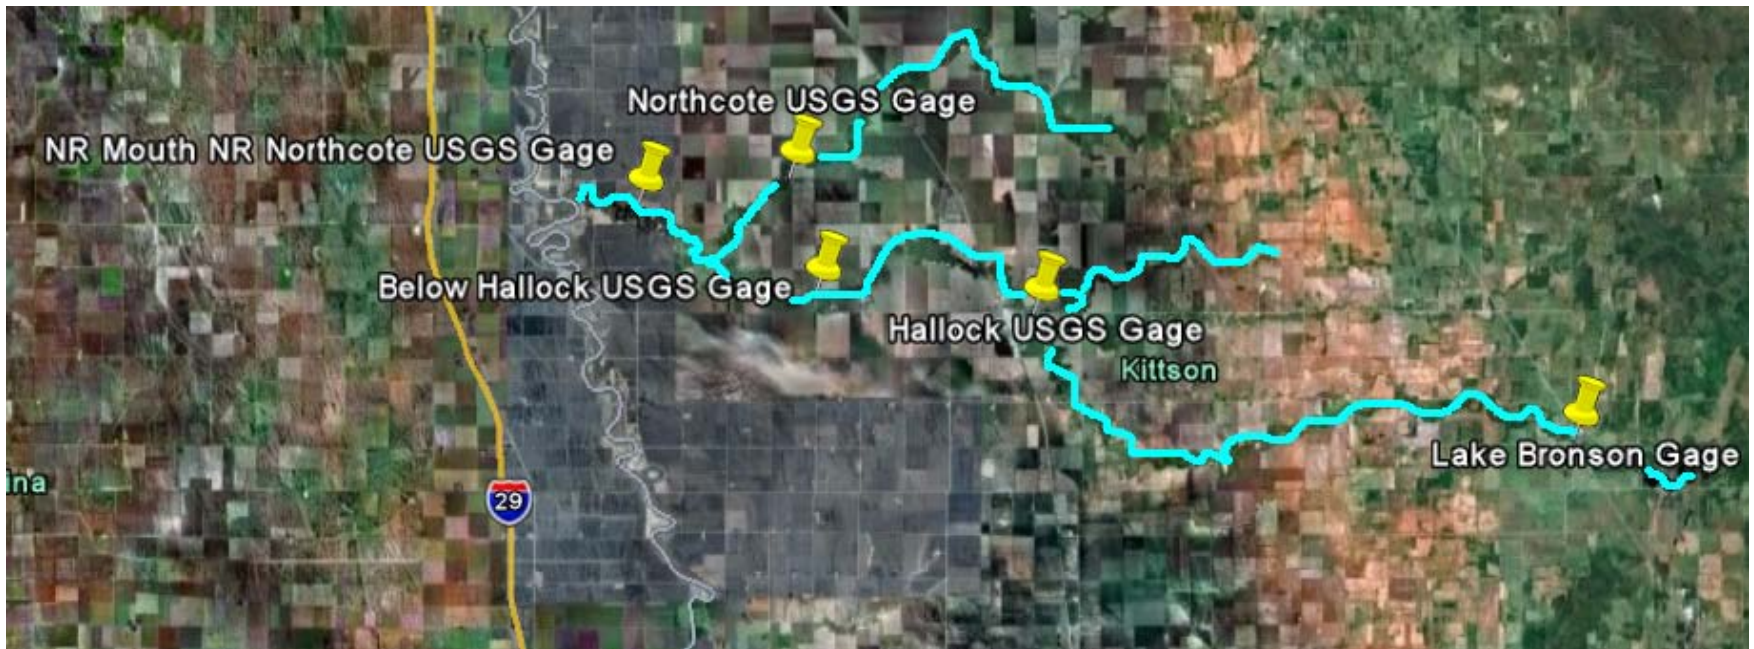 Northcote USGS Gage
NR Mouth NR Northcote USGS Gage
Below Hallock USGS Gage
Hallock USGS Gage
Kittson
Lake Bronson Gage
ina
29